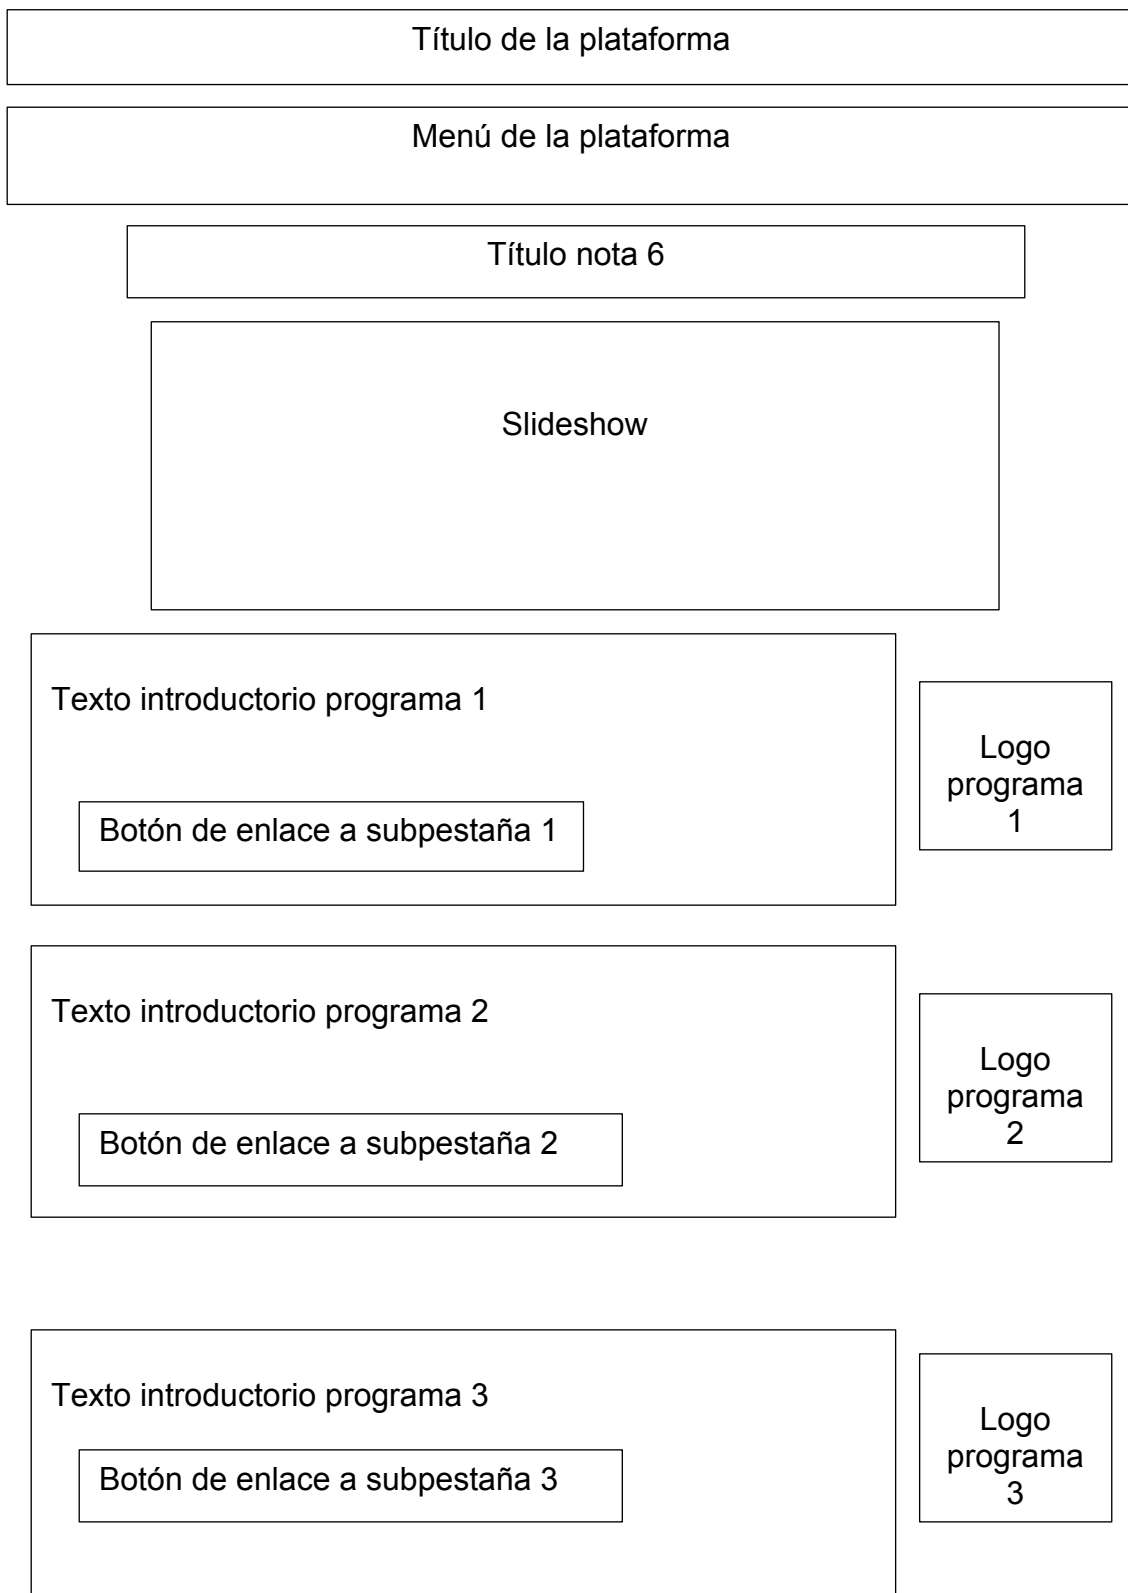 Título de la plataforma
Menú de la plataforma
Título nota 6
Slideshow
Texto introductorio programa 1
Botón de enlace a subpestaña 1
Logo
programa
1
Texto introductorio programa 2
Botón de enlace a subpestaña 2
Logo
programa
2
Texto introductorio programa 3
Botón de enlace a subpestaña 3
Logo
programa
3